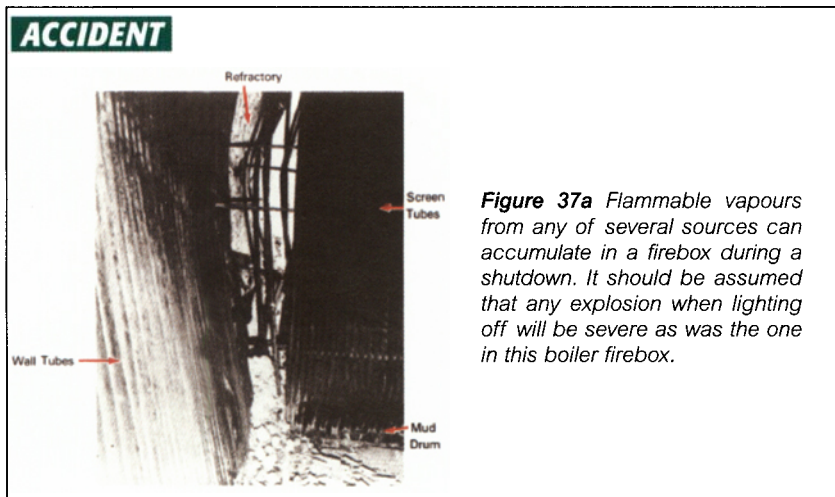 ACCIDENT
Refractory
Screen
Tubes
Wall Tubes
Mud
Drum
Figure 37a Flammable vapours
from any of several sources can
accumulate in a firebox during a
shutdown. It should be assumed
that any explosion when lighting
off will be severe as was the one
in this boiler firebox.